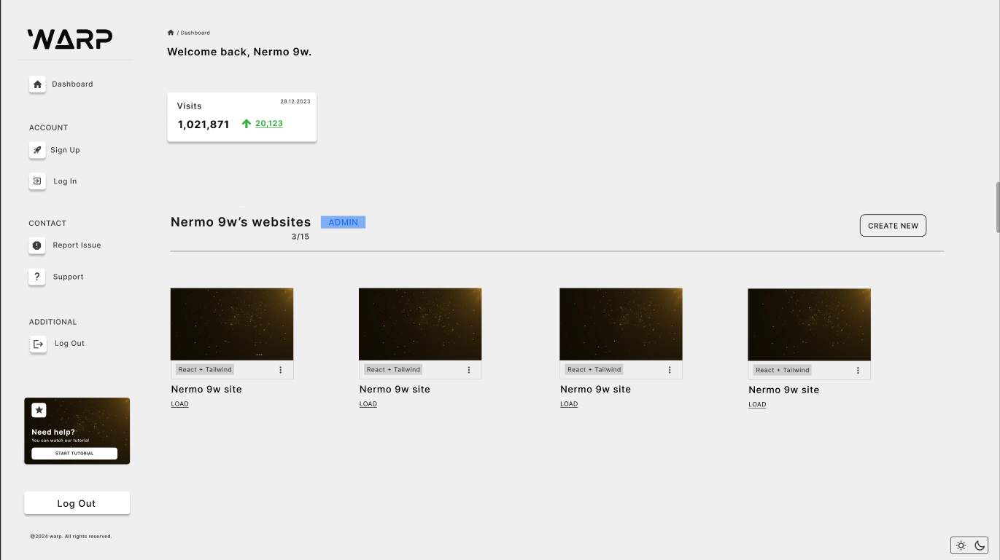 WARP
Dashboard
ACCOUNT
Sign Up
Log In
CONTACT
Report Issue
? Support
ADDITIONAL
Log Out
Need help?
You can watch our tutorial
START TUTORIAL
Log Out
@2024 warp. All rights reserved.
/ Dashboard
Welcome back, Nermo 9w.
Visits
28.12.2023
1,021,871
20,123
Nermo 9w’s websites
ADMIN
3/15
CREATE NEW
React + Tailwind
Nermo 9w site
LOAD
React + Tailwind
Nermo 9w site
LOAD
React + Tailwind
Nermo 9w site
LOAD
React + Tailwind
Nermo 9w site
LOAD